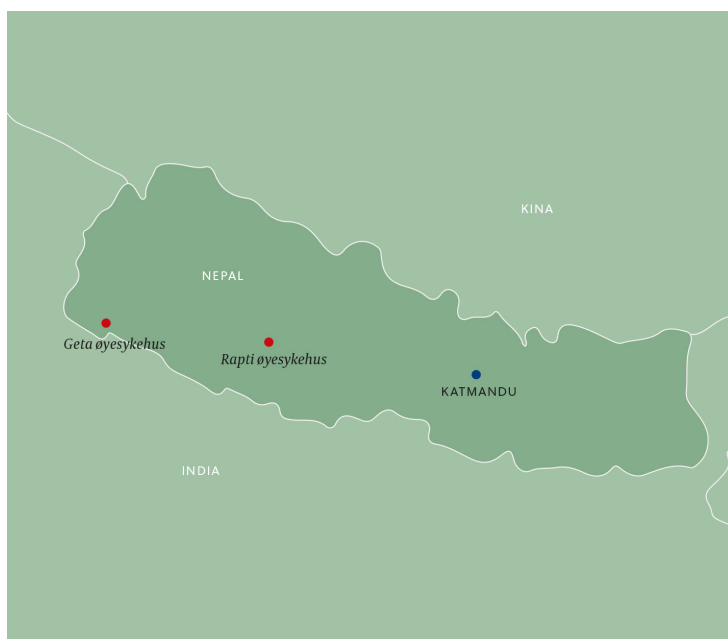 KINA
NEPAL
Geta øyesykehus
Rapti øyesykehus
KATMANDU
INDIA